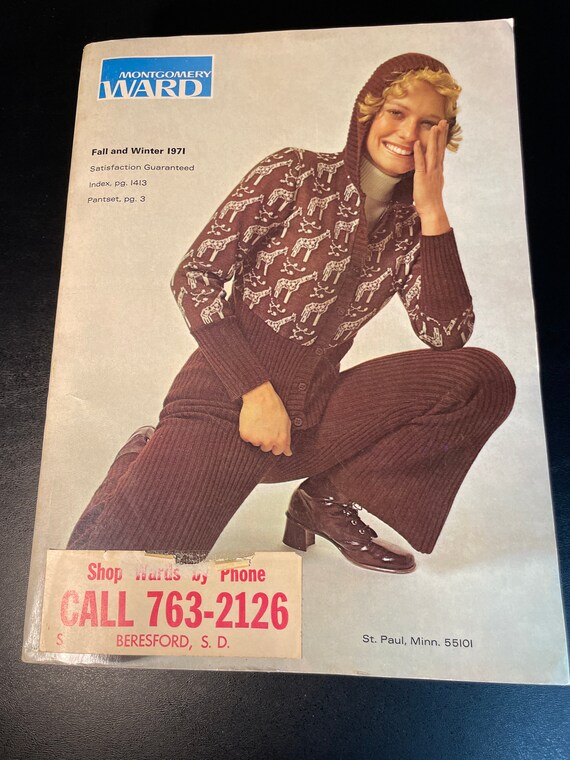 MONTGOMERY
WARD
Fall and Winter 1971
Satisfaction Guaranteed
Index, pg. 1413
Pantset, pg. 3
Shop Wards by Phone
CALL 763-2126
BERESFORD, S. D.
St. Paul, Minn. 55101